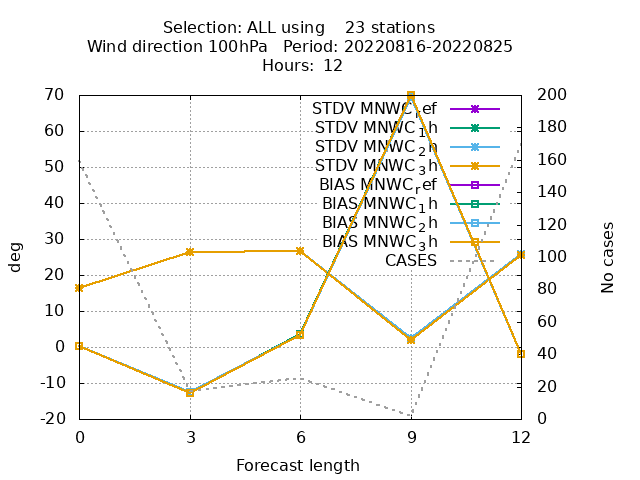 Selection: ALL using    23 stations
Wind direction 100hPa   Period: 20220816-20220825
Hours:  12
70
60
50
40
30
20
10
0
-10
-20
200
180
160
140
120
100
80
60
40
20
0
0
3
6
9
12
deg
No cases
Forecast length
STDV MNWC_ref
STDV MNWC_1h
STDV MNWC_2h
STDV MNWC_3h
BIAS MNWC_ref
BIAS MNWC_1h
BIAS MNWC_2h
BIAS MNWC_3h
CASES